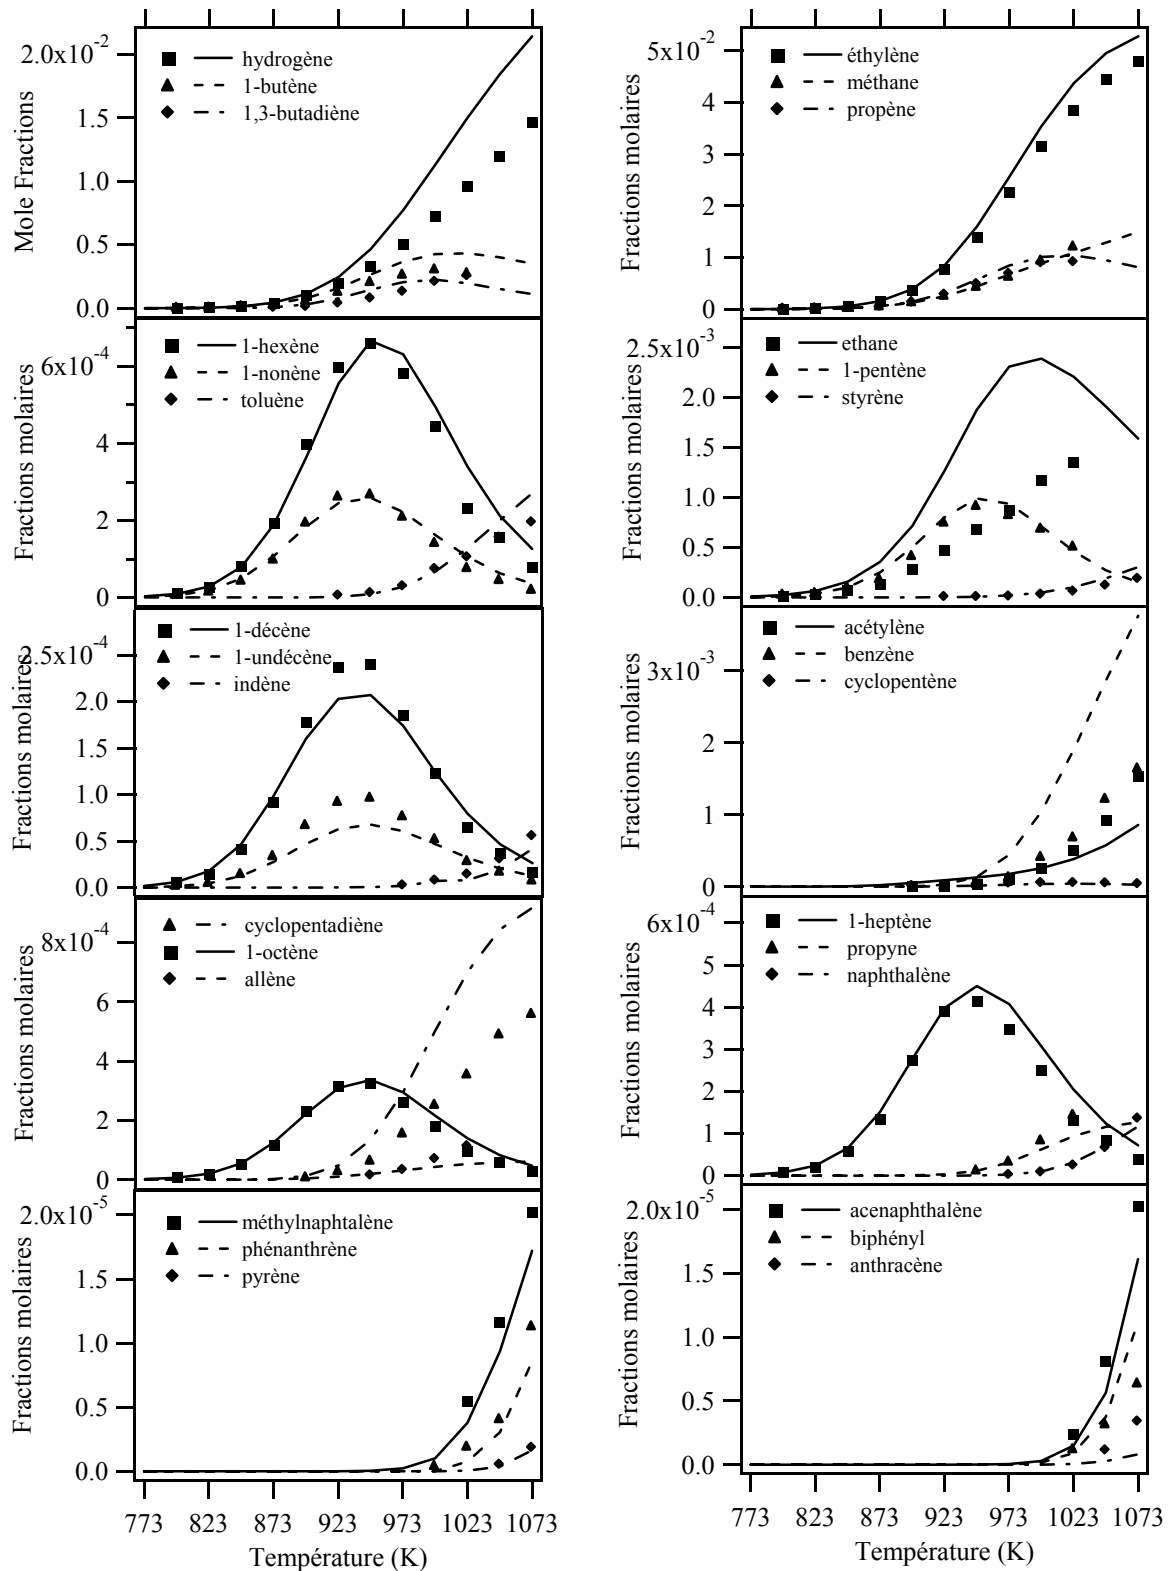 2.0x10-2
1.5
1.0
0.5
0.0
Mole Fractions
hydrogène
1-butène
1,3-butadiène
5x10-2
4
3
2
1
0
Fractions molaires
éthylène
méthane
propène
6x10-4
4
2
0
Fractions molaires
1-hexène
1-nonène
toluène
2.5x10-3
2.0
1.5
1.0
0.5
0.0
Fractions molaires
ethane
1-pentène
styrène
2.5x10-4
2.0
1.5
1.0
0.5
0.0
Fractions molaires
1-décène
1-undécène
indène
3x10-3
2
1
0
Fractions molaires
acétylène
benzène
cyclopentène
8x10-4
6
4
2
0
Fractions molaires
cyclopentadiène
1-octène
allène
6x10-4
5
4
3
2
1
0
Fractions molaires
1-heptène
propyne
naphthalène
2.0x10-5
1.5
1.0
0.5
0.0
Fractions molaires
méthylnaphtalène
phénanthrène
pyrène
2.0x10-5
1.5
1.0
0.5
0.0
Fractions molaires
acenaphthalène
biphényl
anthracène
773 823 873 923 973 1023 1073
Température (K)
773 823 873 923 973 1023 1073
Température (K)